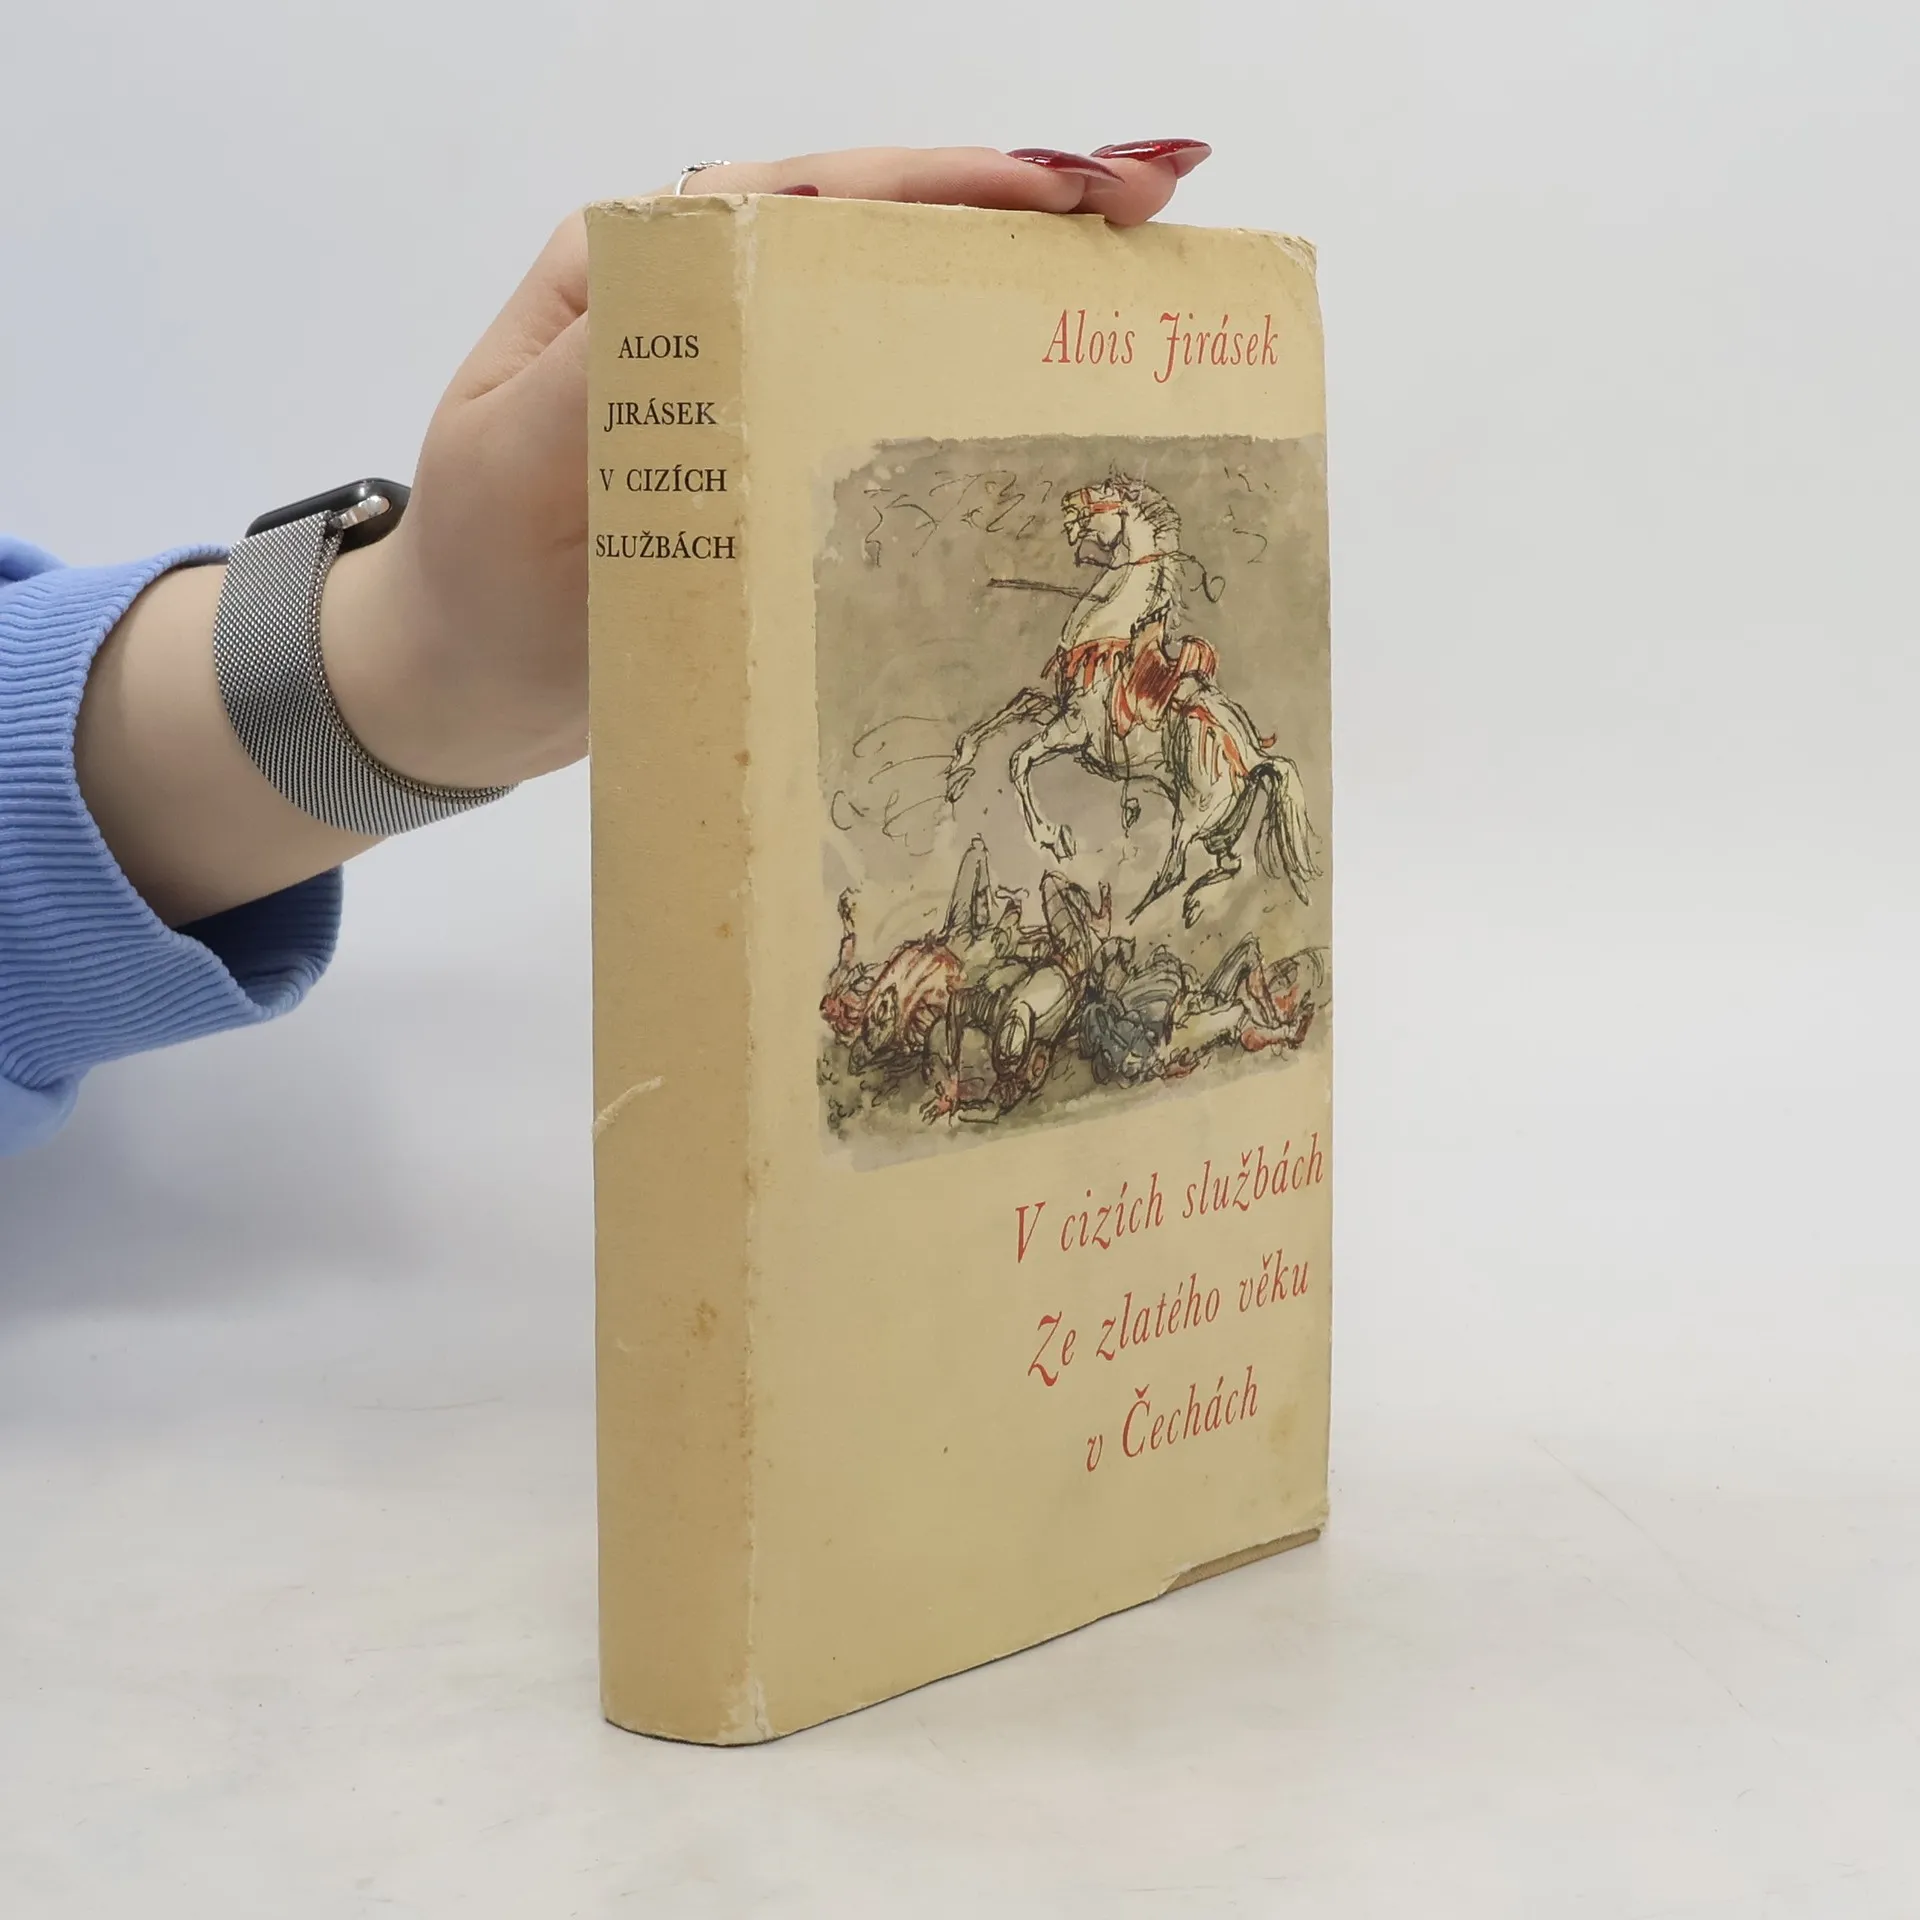 ALOIS
JIRÁSEK
V CIZÍCH
SLUŽBÁCH
Alois Jirásek
V cizích službách
Ze zlatého věku
v Čechách